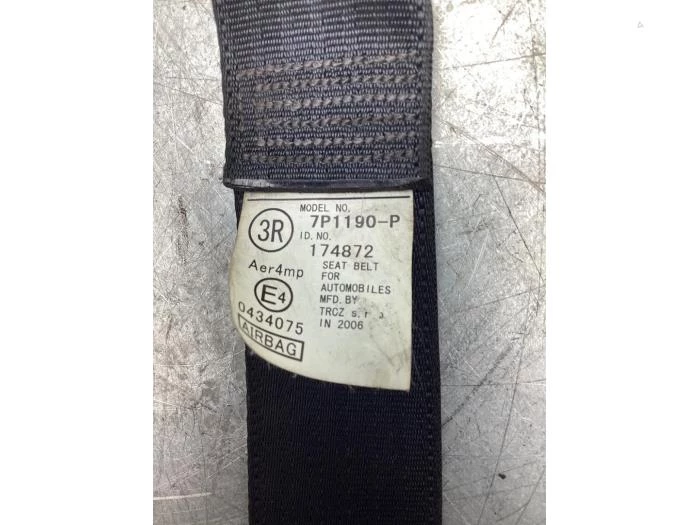 MODEL NO.
3R 7P1190-P
ID.NO.
174872
Aer4mp SEAT BELT
FOR
E4 AUTOMOBILES
MFD.BY
0434075 TRCZ s.r
IN 2006
AIRBAG